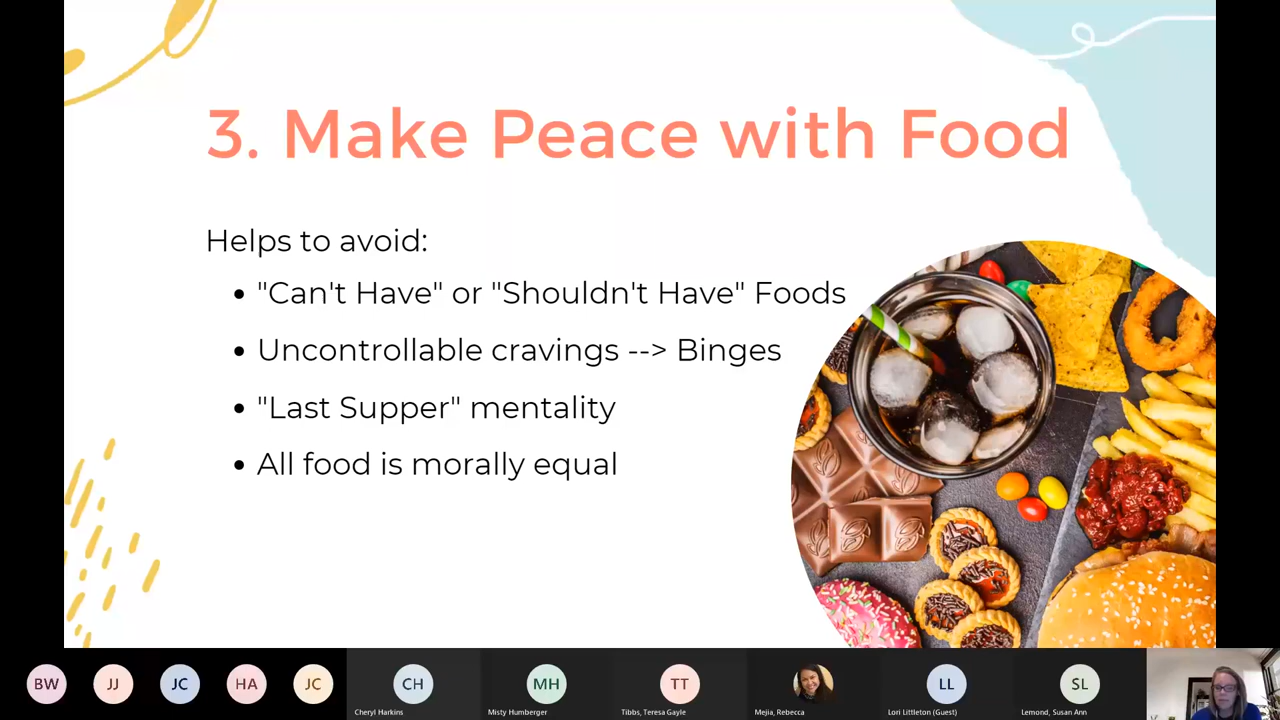 3. Make Peace with Food
Helps to avoid:
• "Can't Have" or "Shouldn't Have" Foods
• Uncontrollable cravings --> Binges
• "Last Supper" mentality
• All food is morally equal
BW
JJ
JC
HA
JC
CH
MH
TT
LL
SL
Cheryl Harkins
Misty Humberger
Tibbs, Teresa Gayle
Mejia, Rebecca
Lori Littleton (Guest)
Lemond, Susan Ann